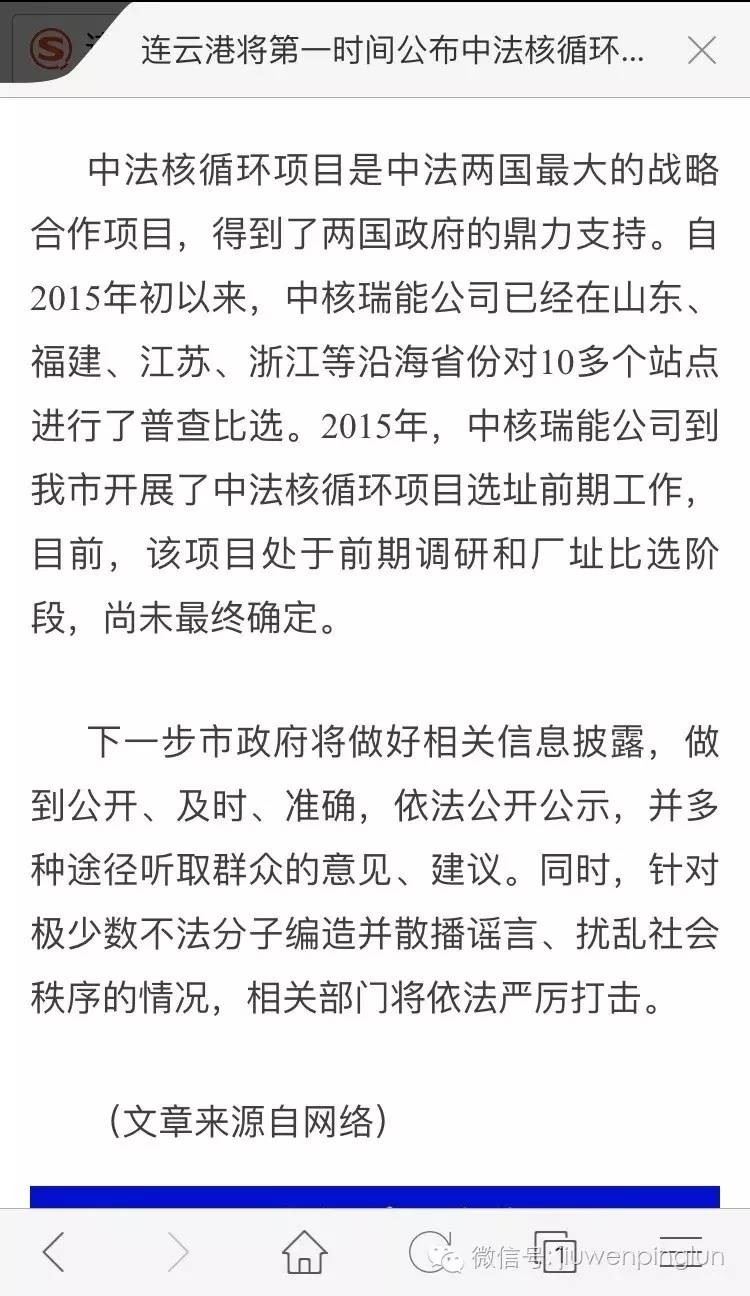 连云港将第一时间公布中法核循环...
中法核循环项目是中法两国最大的战略
合作项目，得到了两国政府的鼎力支持。自
2015年初以来，中核瑞能公司已经在山东、
福建、江苏、浙江等沿海省份对10多个站点
进行了普查比选。2015年，中核瑞能公司到
我市开展了中法核循环项目选址前期工作，
目前，该项目处于前期调研和厂址比选阶
段，尚未最终确定。
下一步市政府将做好相关信息披露，做
到公开、及时、准确，依法公开公示，并多
种途径听取群众的意见、建议。同时，针对
极少数不法分子编造并散播谣言、扰乱社会
秩序的情况，相关部门将依法严厉打击。
（文章来源自网络）
1
微信号: jiuwenpinglun